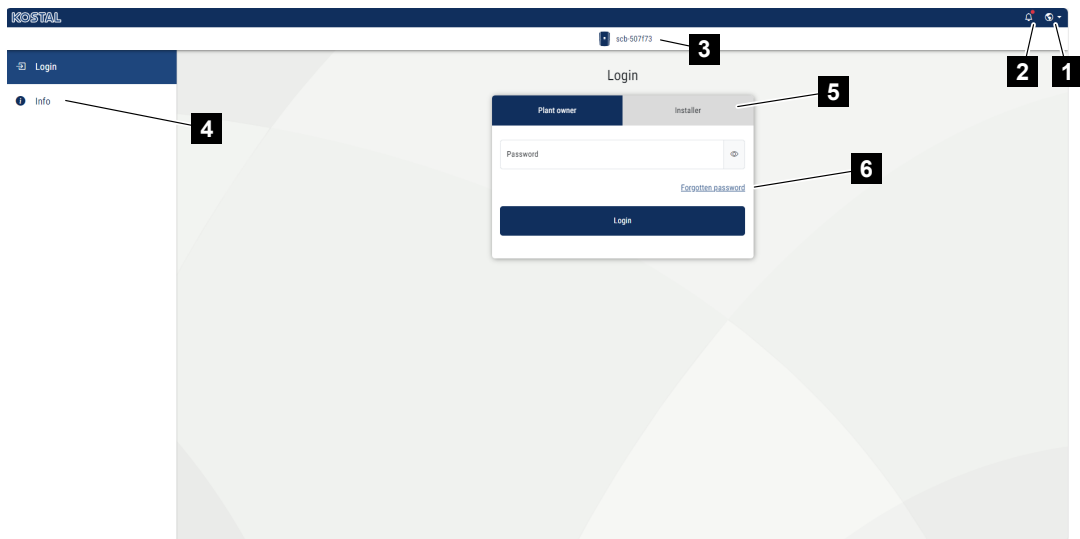 KOSTAL
scb-507f73
3
2
1
Login
Login
Info
4
Plant owner
Installer
5
Password
Forgotten password
6
Login